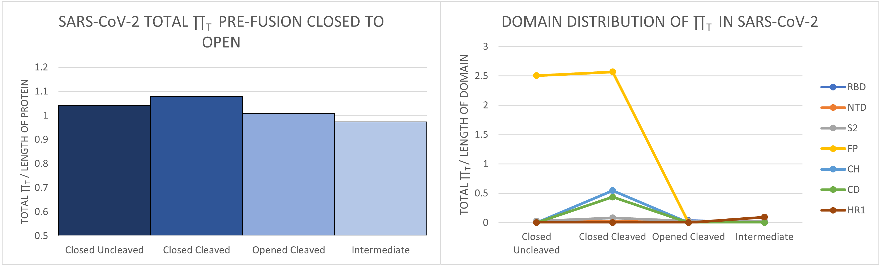 SARS-CoV-2 TOTAL ∏T PRE-FUSION CLOSED TO
OPEN
TOTAL ∏T / LENGTH OF PROTEIN
1.2
1.1
1
0.9
0.8
0.7
0.6
0.5
Closed Uncleaved
Closed Cleaved
Opened Cleaved
Intermediate
DOMAIN DISTRIBUTION OF ∏T IN SARS-CoV-2
TOTAL ∏T / LENGTH OF DOMAIN
3
2.5
2
1.5
1
0.5
0
Closed
Uncleaved
Closed Cleaved
Opened Cleaved
Intermediate
RBD
NTD
S2
FP
CH
CD
HR1